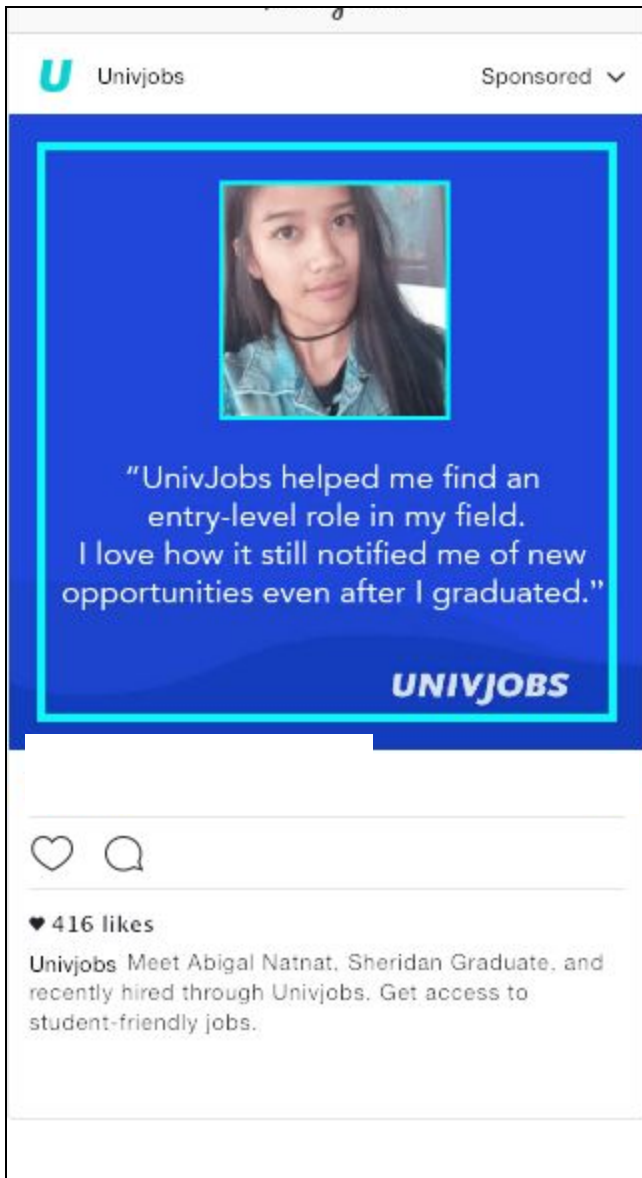 Univjobs Sponsored
“UnivJobs helped me find an
entry-level role in my field.
I love how it still notified me of new
opportunities even after I graduated.”
UNIVJOBS
416 likes
Univjobs Meet Abigal Natnat, Sheridan Graduate, and
recently hired through Univjobs. Get access to
student-friendly jobs.